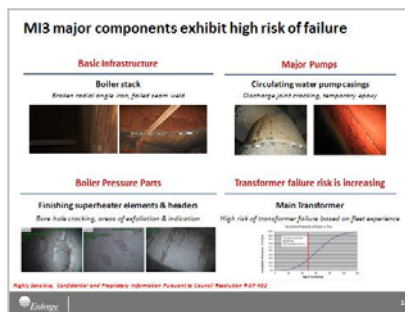 MI3 major components exhibit high risk of failure
Basic Infrastructure
Boiler stack
Broken radial angle iron, failed seam weld
Major Pumps
Circulating water pump casings
Discharge joint cracking, temporary epoxy
Boiler Pressure Parts
Finishing superheater elements & headers
Bore hole cracking, areas of exfoliation & indication
Transformer failure risk is increasing
Main Transformer
High risk of transformer failure based on fleet experience
Highly Sensitive, Confidential and Proprietary Information Pursuant to Council Resolution R-07-432
Entergy